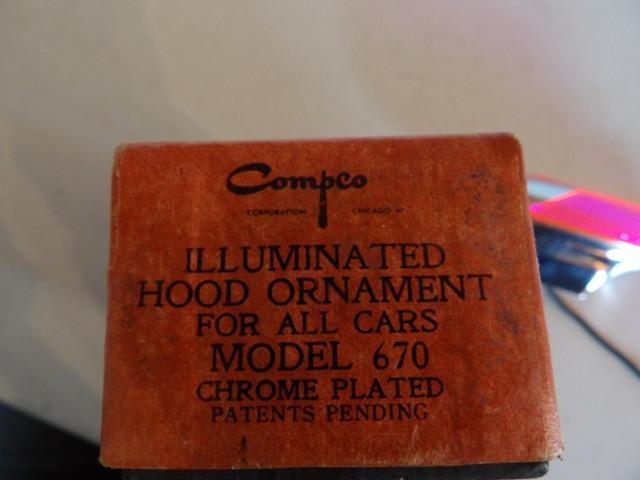 Compco
CORPORATION CHICAGO 47
ILLUMINATED
HOOD ORNAMENT
FOR ALL CARS
MODEL 670
CHROME PLATED
PATENTS PENDING